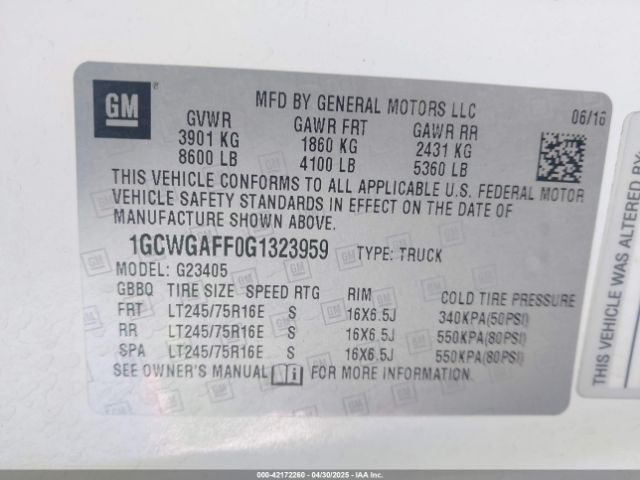 GM
MFD BY GENERAL MOTORS LLC
06/16
GVWR GAWR FRT GAWR RR
3901 KG 1860 KG 2431 KG
8600 LB 4100 LB 5360 LB
THIS VEHICLE CONFORMS TO ALL APPLICABLE U.S. FEDERAL MOTOR
VEHICLE SAFETY STANDARDS IN EFFECT ON THE DATE OF
MANUFACTURE SHOWN ABOVE.
1GCWGAFF0G1323959 TYPE: TRUCK
MODEL: G23405
GBBQ TIRE SIZE SPEED RTG RIM COLD TIRE PRESSURE
FRT LT245/75R16E S 16X6.5J 340KPA(50PSI)
RR LT245/75R16E S 16X6.5J 550KPA(80PSI)
SPA LT245/75R16E S 16X6.5J 550KPA(80PSI)
SEE OWNER'S MANUAL FOR MORE INFORMATION.
THIS VEHICLE WAS ALTERED BY:
000-42172260 - 04/30/2025 - IAAI.COM